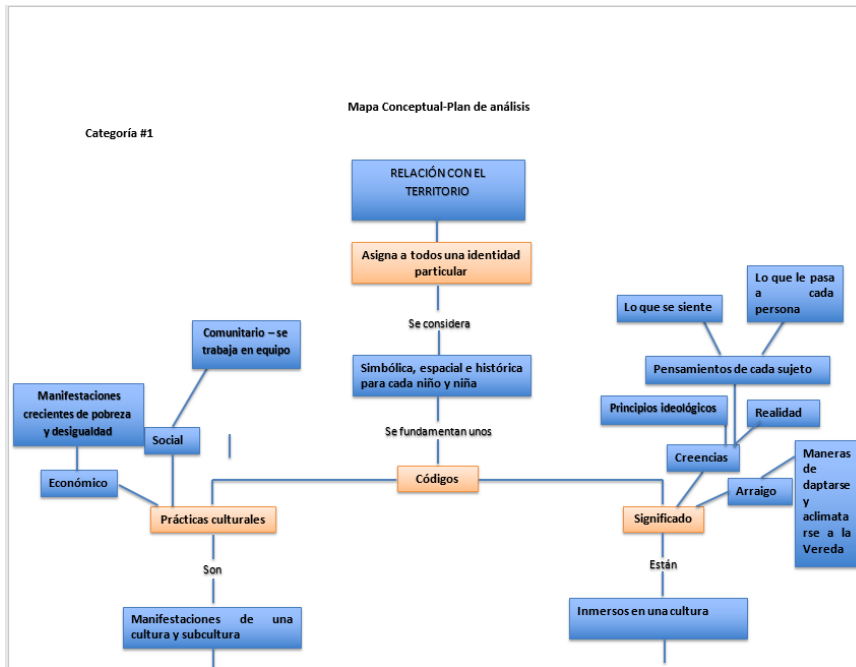 Mapa Conceptual-Plan de análisis
Categoría #1
RELACIÓN CON EL
TERRITORIO
Asigna a todos una identidad
particular
Se considera
Simbólica, espacial e histórica
para cada niño y niña
Se fundamentan unos
Códigos
Comunitario – se
trabaja en equipo
Manifestaciones
crecientes de pobreza
y desigualdad
Social
Económico
Prácticas culturales
Son
Manifestaciones de una
cultura y subcultura
Lo que le pasa
a cada
persona
Lo que se siente
Pensamientos de cada sujeto
Principios ideológicos
Realidad
Creencias
Maneras
de
daptarse
y
aclimata
rse a la
Vereda
Arraigo
Significado
Están
Inmersos en una cultura